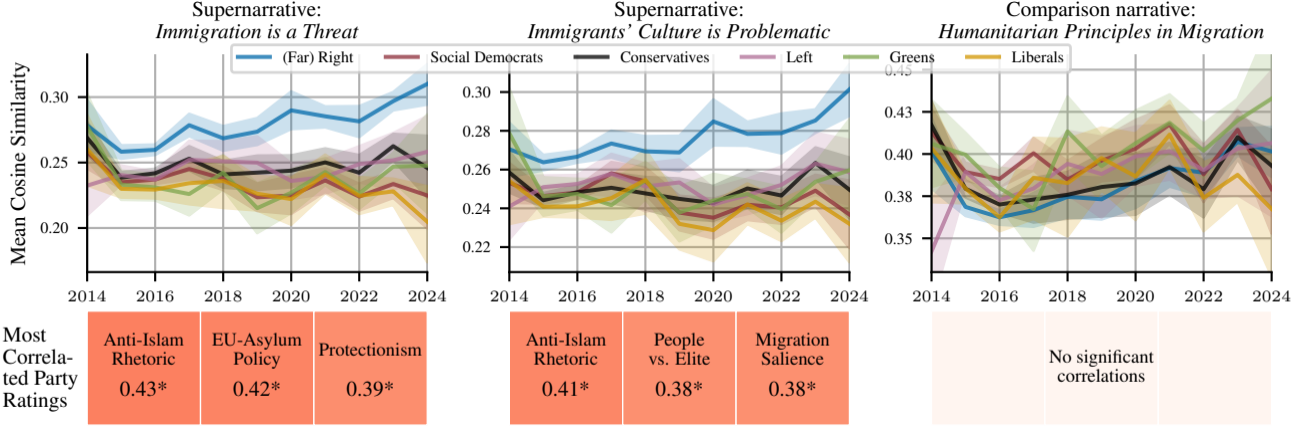 Supernarrative:
Immigration is a Threat
Supernarrative:
Immigrants' Culture is Problematic
Comparison narrative:
Humanitarian Principles in Migration
(Far) Right
Social Democrats
Conservatives
Left
Greens
Liberals
Mean Cosine Similarity
0.30
0.25
0.20
2014 2016 2018 2020 2022 2024
0.30
0.28
0.26
0.24
0.22
2014 2016 2018 2020 2022 2024
0.45
0.43
0.40
0.38
0.35
2014 2016 2018 2020 2022 2024
Most
Correla-
ted Party
Ratings
Anti-Islam
Rhetoric
0.43*
EU-Asylum
Policy
0.42*
Protectionism
0.39*
Anti-Islam
Rhetoric
0.41*
People
vs. Elite
0.38*
Migration
Salience
0.38*
No significant
correlations